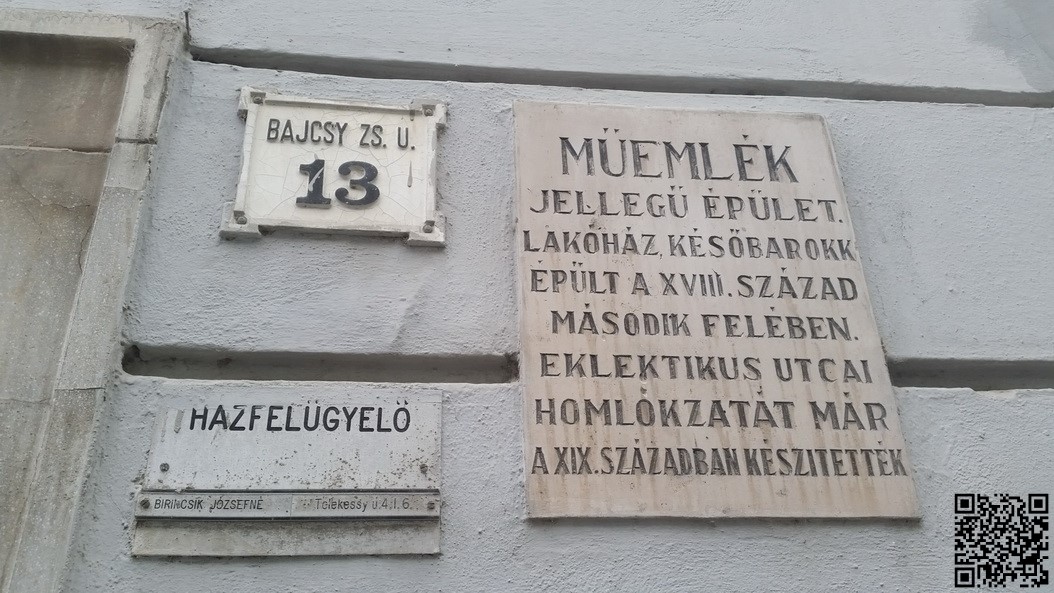 BAJCSY ZS. U.
13
MŰEMLÉK
JELLEGŰ ÉPÜLET.
LAKÓHÁZ, KÉSŐBAROKK
ÉPÜLT A XVIII. SZÁZAD
MÁSODIK FELÉBEN.
EKLEKTIKUS UTCAI
HOMLOKZATÁT MÁR
A XIX. SZÁZADBAN KÉSZITETTÉK
HÁZFELÜGYELŐ
JÓZSEFNÉ Telekessy u.4.I.6.